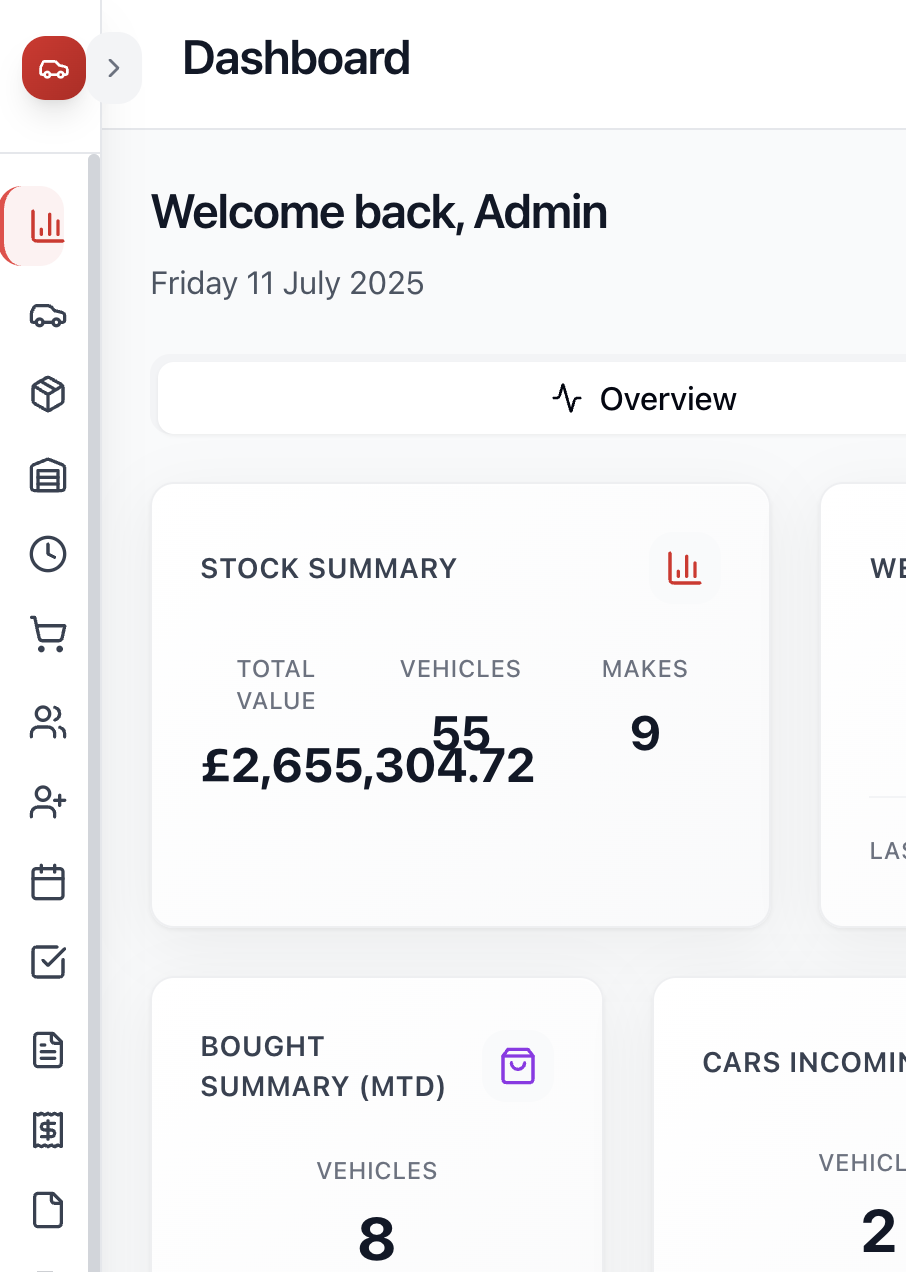 Dashboard
Welcome back, Admin
Friday 11 July 2025
Overview
STOCK SUMMARY
WE
TOTAL
VALUE
£2,655,304.72
VEHICLES
55
MAKES
9
LAS
BOUGHT
SUMMARY (MTD)
VEHICLES
8
CARS INCOMIN
VEHICL
2